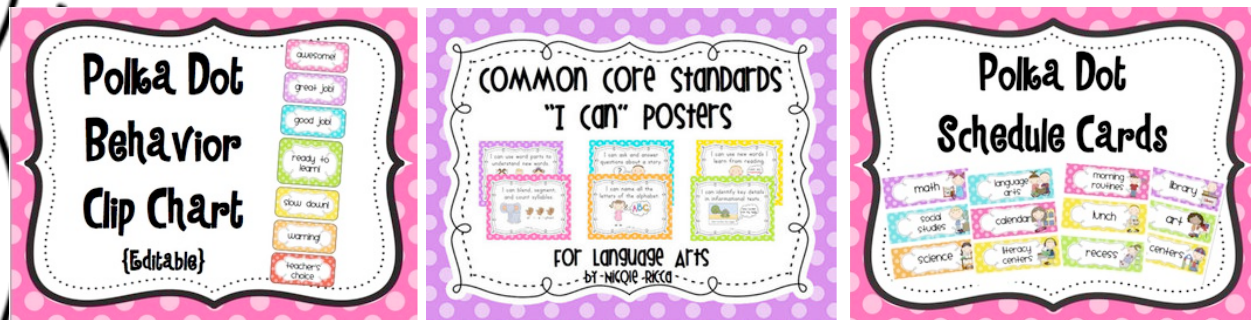 Polka Dot
Behavior
Clip Chart
{Editable}
awesome!
great job!
good job!
ready to
learn!
slow down!
warning!
teacher's
choice
Common Core Standards
"I Can" Posters
I can use word parts to
understand new words.
I can ask and answer
questions about a story.
I can use new words I
learn from reading.
I can blend, segment,
and count syllables.
I can name all the
letters of the alphabet.
ABC
I can identify key details
in informational texts.
For Language Arts
by -Nicole Ricca-
Polka Dot
Schedule Cards
math
language
arts
morning
routines
library
social
studies
calendar
lunch
art
science
literacy
centers
recess
centers